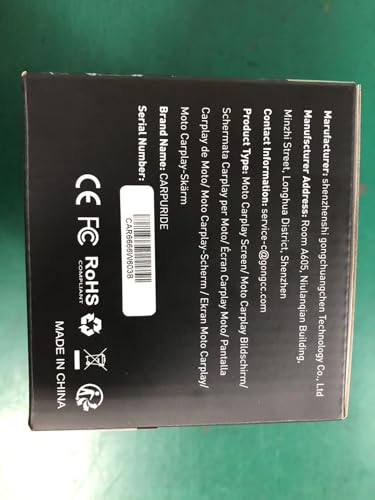 Manufacturer: shenzhenshi gongchuangchen Technology Co., Ltd
Manufacturer Address: Room A605, Niulanqian Building,
Minzhi Street, Longhua District, Shenzhen
Contact Information: service-c@gongcc.com
Product Type: Moto Carplay Screen/ Moto Carplay Bildschirm/
Schermata Carplay per Moto/ Écran Carplay Moto/ Pantalla
Carplay de Moto/ Moto Carplay-Scherm / Ekran Moto Carplay/
Moto Carplay-Skärm
Brand Name: CARPURIDE
Serial Number:
CAR6666W6038
CE FC RoHS
COMPLIANT
MADE IN CHINA